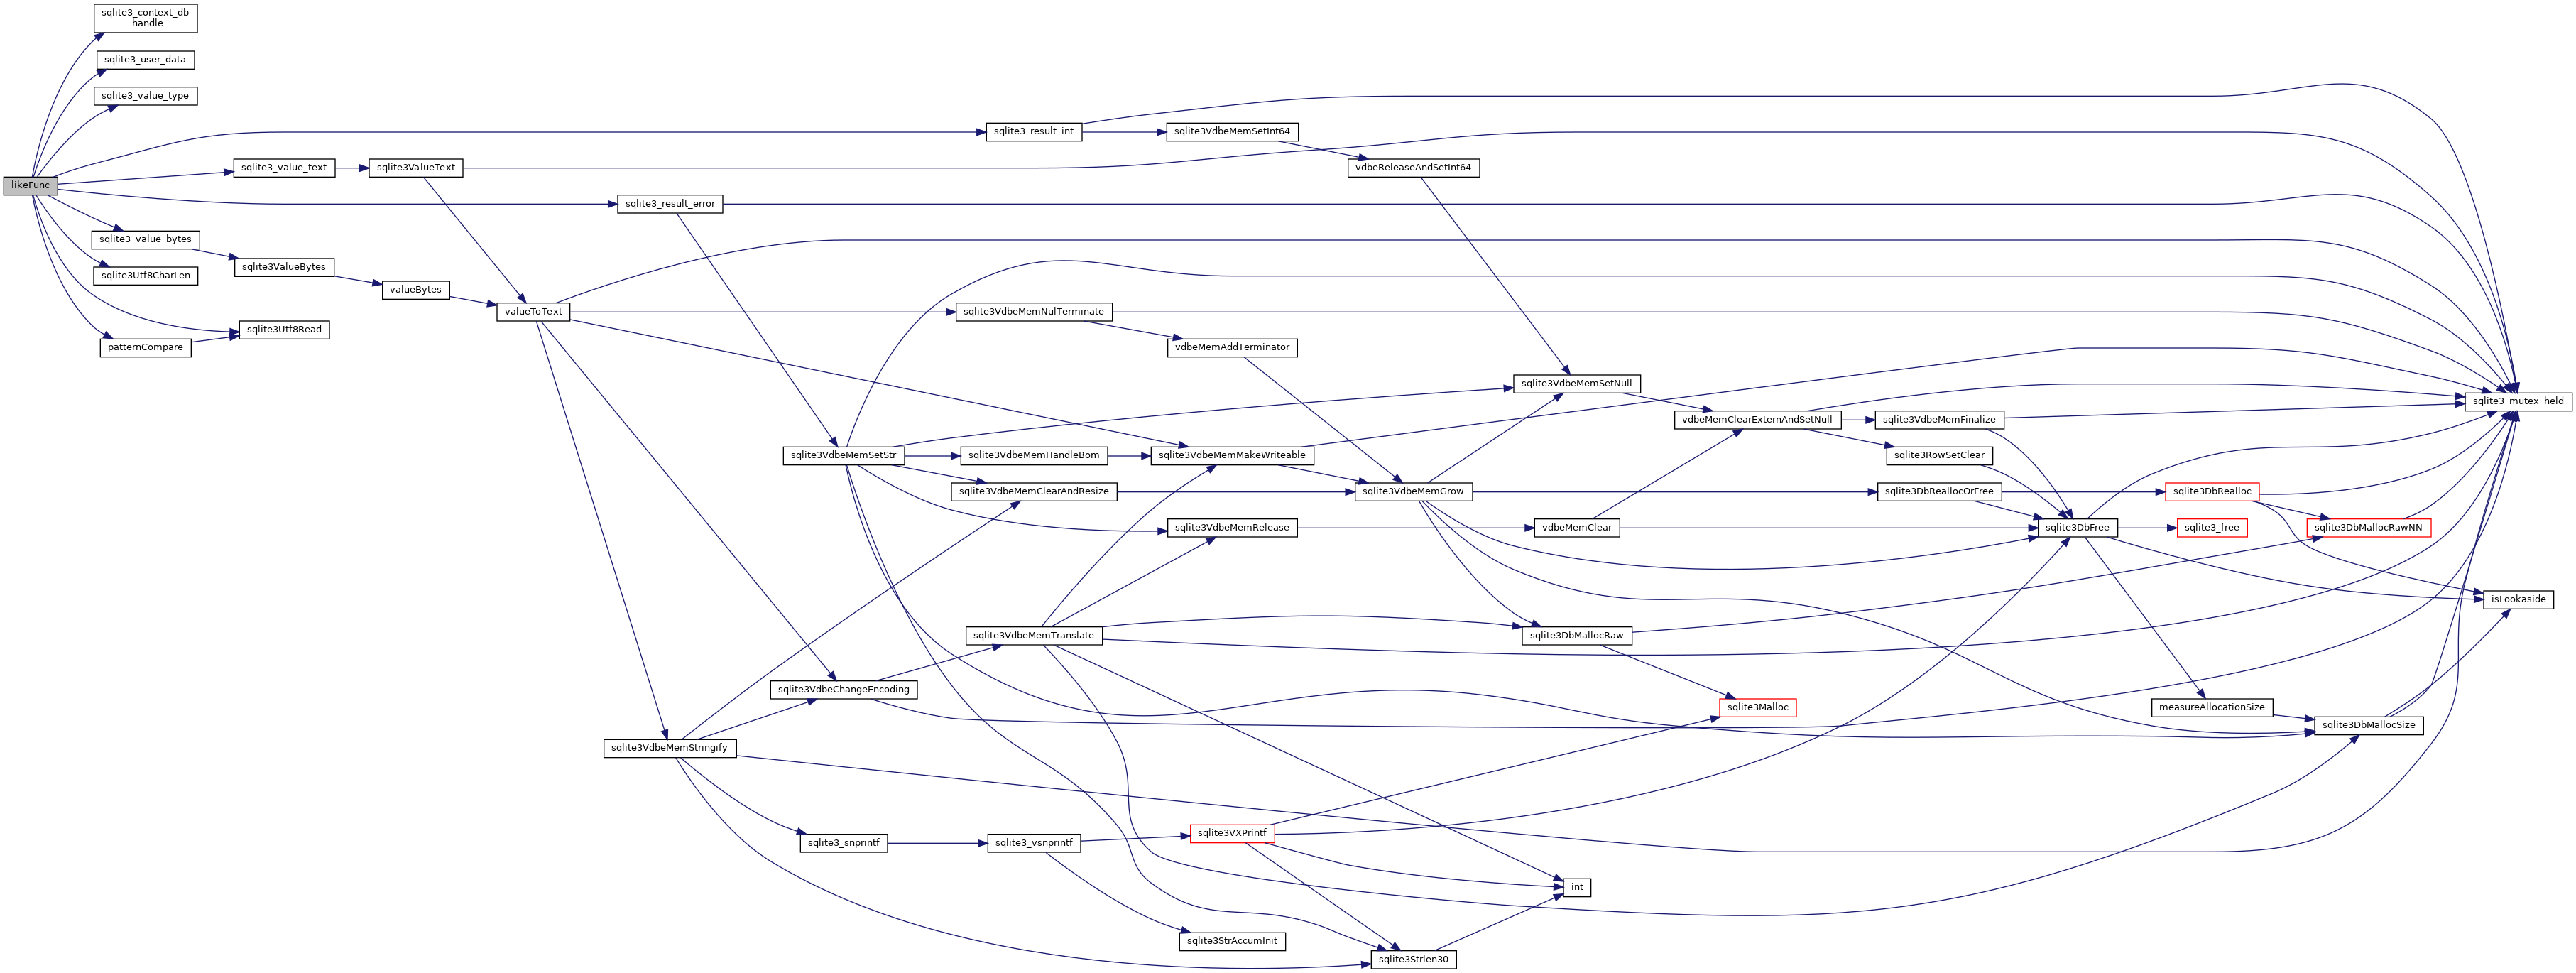 sqlite3_context_db
_handle
sqlite3_user_data
sqlite3_value_type
sqlite3_result_int
sqlite3VdbeMemSetInt64
sqlite3_value_text
sqlite3ValueText
vdbeReleaseAndSetInt64
likeFunc
sqlite3_result_error
sqlite3_value_bytes
sqlite3ValueBytes
sqlite3Utf8CharLen
valueBytes
valueToText
sqlite3VdbeMemNulTerminate
sqlite3Utf8Read
patternCompare
vdbeMemAddTerminator
sqlite3VdbeMemSetNull
sqlite3_mutex_held
vdbeMemClearExternAndSetNull
sqlite3VdbeMemFinalize
sqlite3VdbeMemSetStr
sqlite3VdbeMemHandleBom
sqlite3VdbeMemMakeWriteable
sqlite3RowSetClear
sqlite3VdbeMemClearAndResize
sqlite3VdbeMemGrow
sqlite3DbReallocOrFree
sqlite3DbRealloc
sqlite3VdbeMemRelease
vdbeMemClear
sqlite3DbFree
sqlite3_free
sqlite3DbMallocRawNN
isLookaside
sqlite3VdbeMemTranslate
sqlite3DbMallocRaw
sqlite3VdbeChangeEncoding
sqlite3Malloc
measureAllocationSize
sqlite3DbMallocSize
sqlite3VdbeMemStringify
sqlite3_snprintf
sqlite3_vsnprintf
sqlite3VXPrintf
int
sqlite3StrAccumInit
sqlite3Strlen30